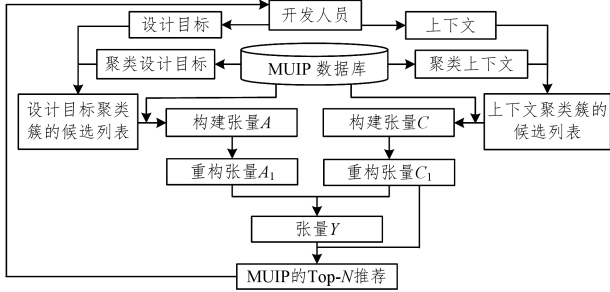 开发人员
设计目标
上下文
聚类设计目标
MUIP 数据库
聚类上下文
设计目标聚类
簇的候选列表
构建张量A
构建张量C
上下文聚类簇的
候选列表
重构张量A₁
重构张量C₁
张量Y
MUIP的Top-N推荐